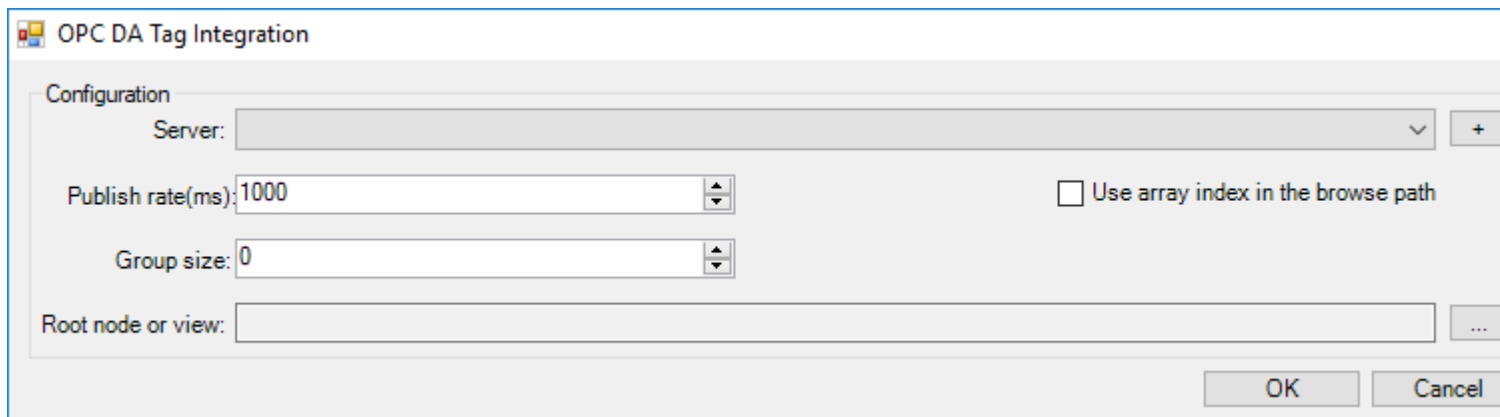 OPC DA Tag Integration
Configuration
Server:
+
Publish rate(ms): 1000
Use array index in the browse path
Group size: 0
Root node or view:
...
OK
Cancel